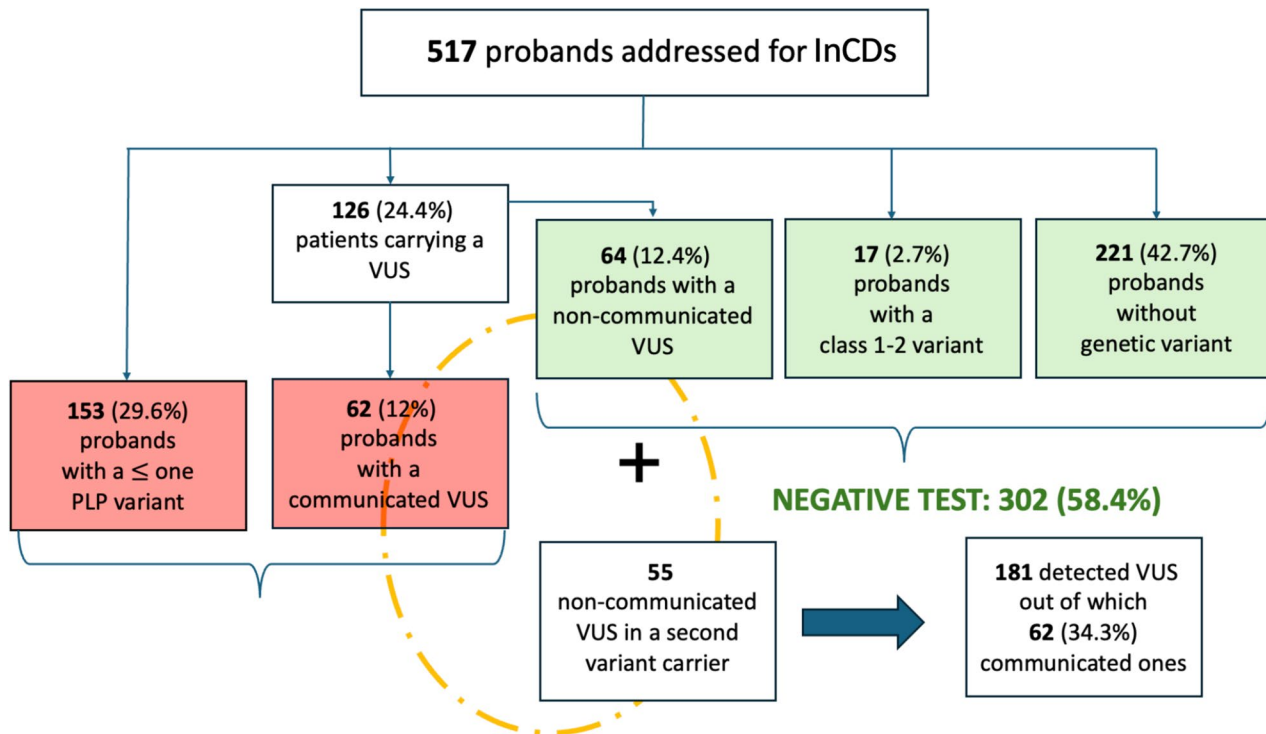 517 probands addressed for InCDs
126 (24.4%)
patients carrying a
VUS
64 (12.4%)
probands with a
non-communicated
VUS
17 (2.7%)
probands
with a
class 1-2 variant
221 (42.7%)
probands
without
genetic variant
153 (29.6%)
probands
with a ≤ one
PLP variant
62 (12%)
probands
with a
communicated VUS
+
NEGATIVE TEST: 302 (58.4%)
55
non-communicated
VUS in a second
variant carrier
181 detected VUS
out of which
62 (34.3%)
communicated ones